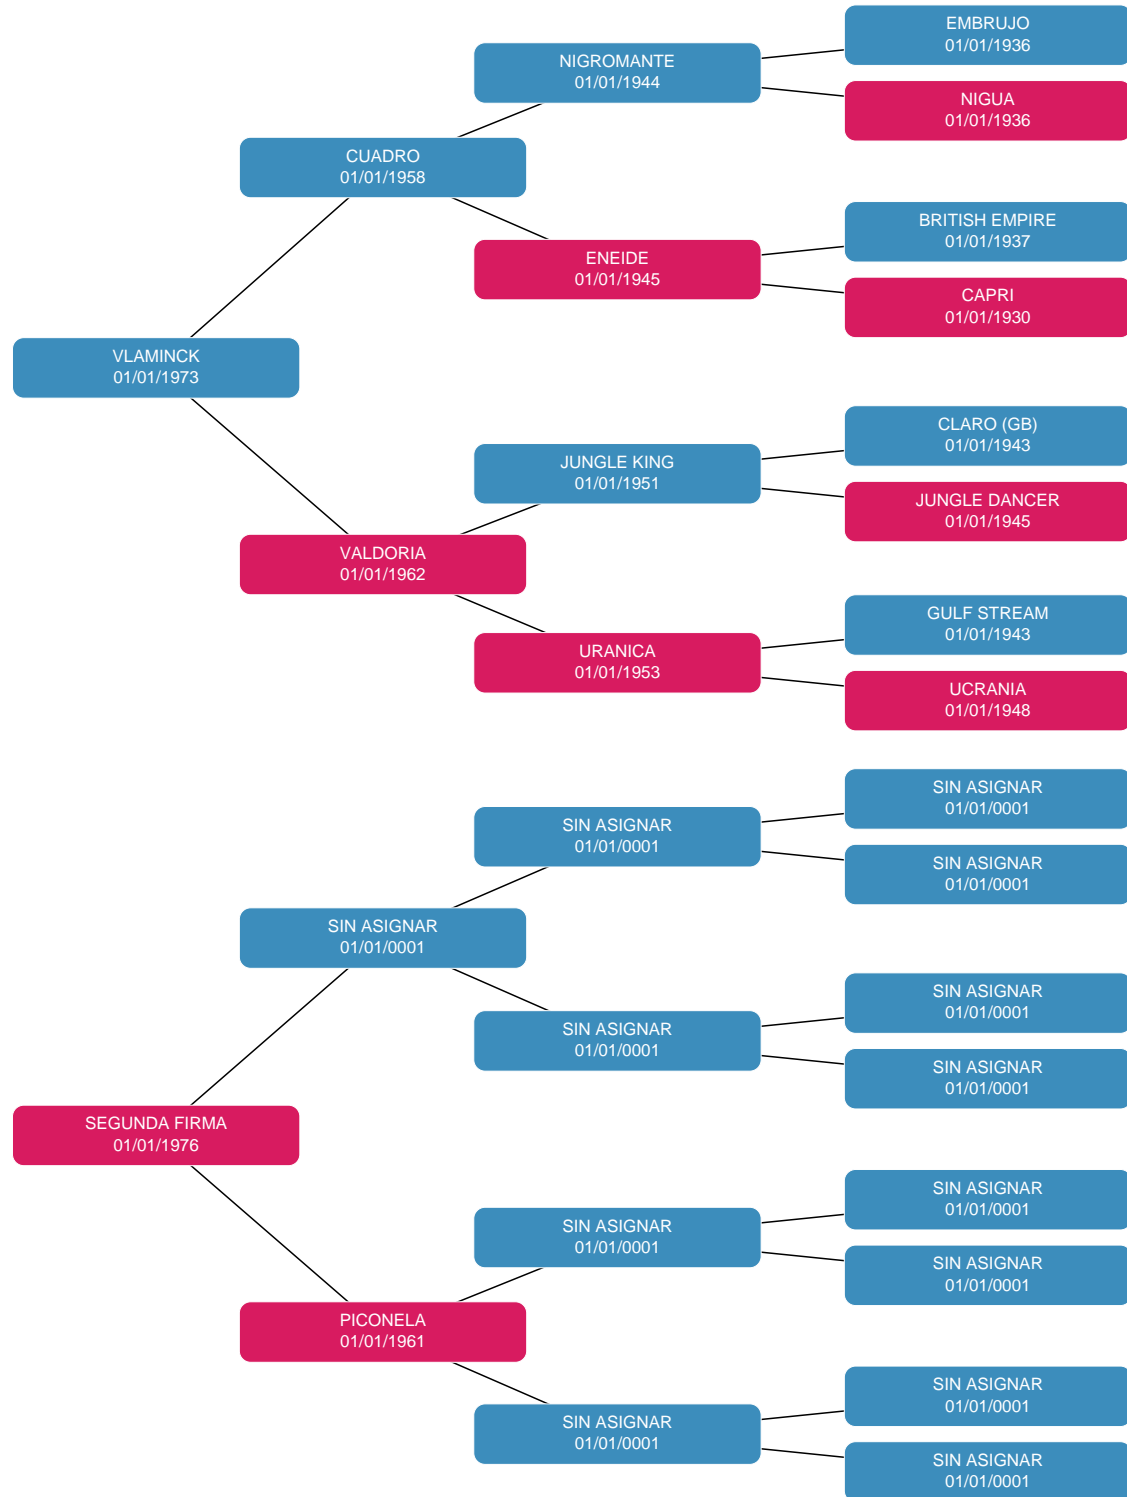 EMBRUJO
01/01/1936
NIGROMANTE
01/01/1944
NIGUA
01/01/1936
CUADRO
01/01/1958
BRITISH EMPIRE
01/01/1937
ENEIDE
01/01/1945
CAPRI
01/01/1930
VLAMINCK
01/01/1973
CLARO (GB)
01/01/1943
JUNGLE KING
01/01/1951
JUNGLE DANCER
01/01/1945
VALDORIA
01/01/1962
GULF STREAM
01/01/1943
URANICA
01/01/1953
UCRANIA
01/01/1948
SIN ASIGNAR
01/01/0001
SIN ASIGNAR
01/01/0001
SIN ASIGNAR
01/01/0001
SIN ASIGNAR
01/01/0001
SIN ASIGNAR
01/01/0001
SIN ASIGNAR
01/01/0001
SIN ASIGNAR
01/01/0001
SEGUNDA FIRMA
01/01/1976
SIN ASIGNAR
01/01/0001
SIN ASIGNAR
01/01/0001
SIN ASIGNAR
01/01/0001
PICONELA
01/01/1961
SIN ASIGNAR
01/01/0001
SIN ASIGNAR
01/01/0001
SIN ASIGNAR
01/01/0001